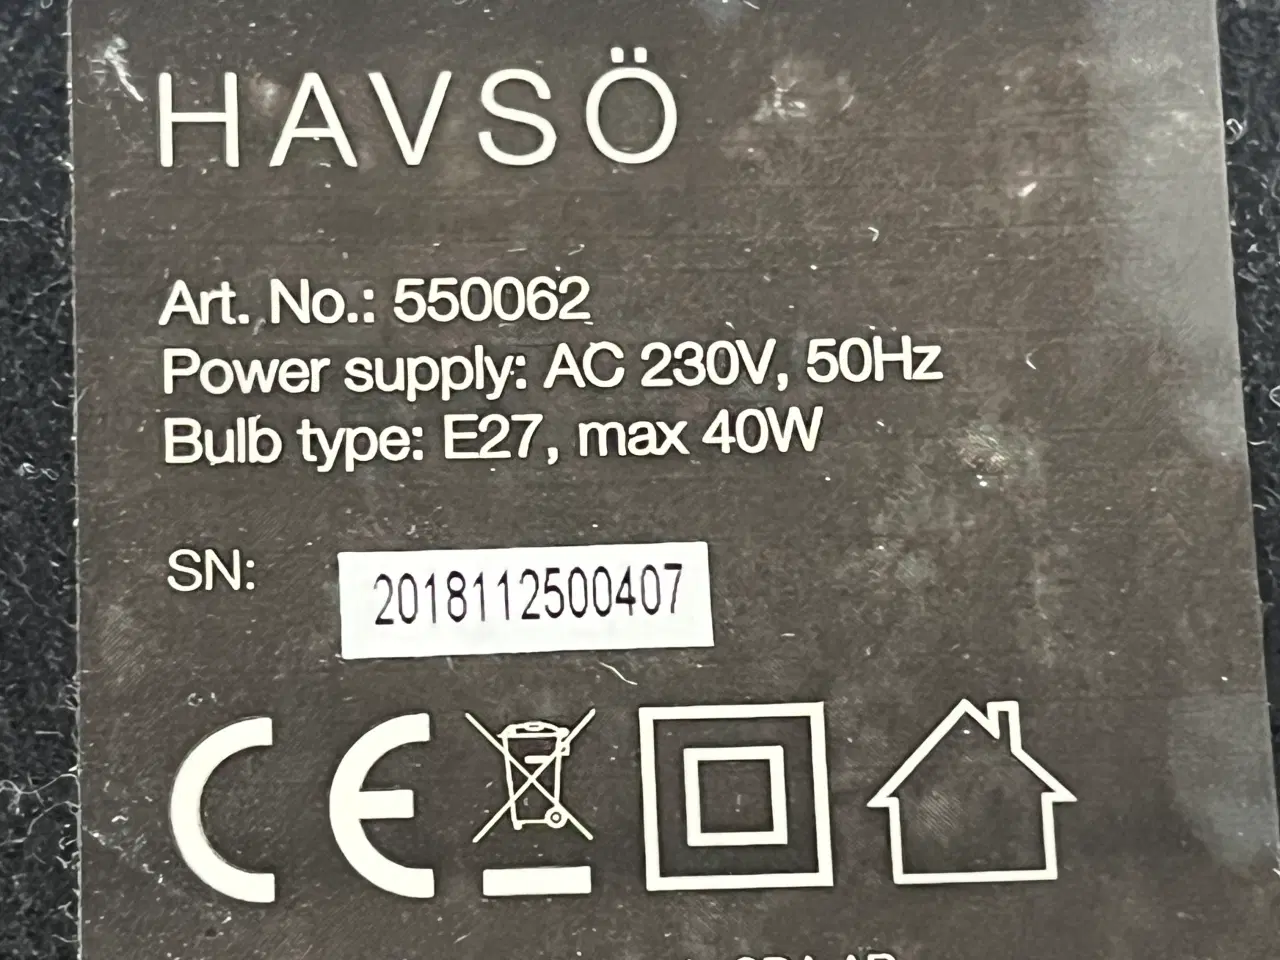 HAVSÖ
Art. No.: 550062
Power supply: AC 230V, 50Hz
Bulb type: E27, max 40W
SN: 2018112500407
CE